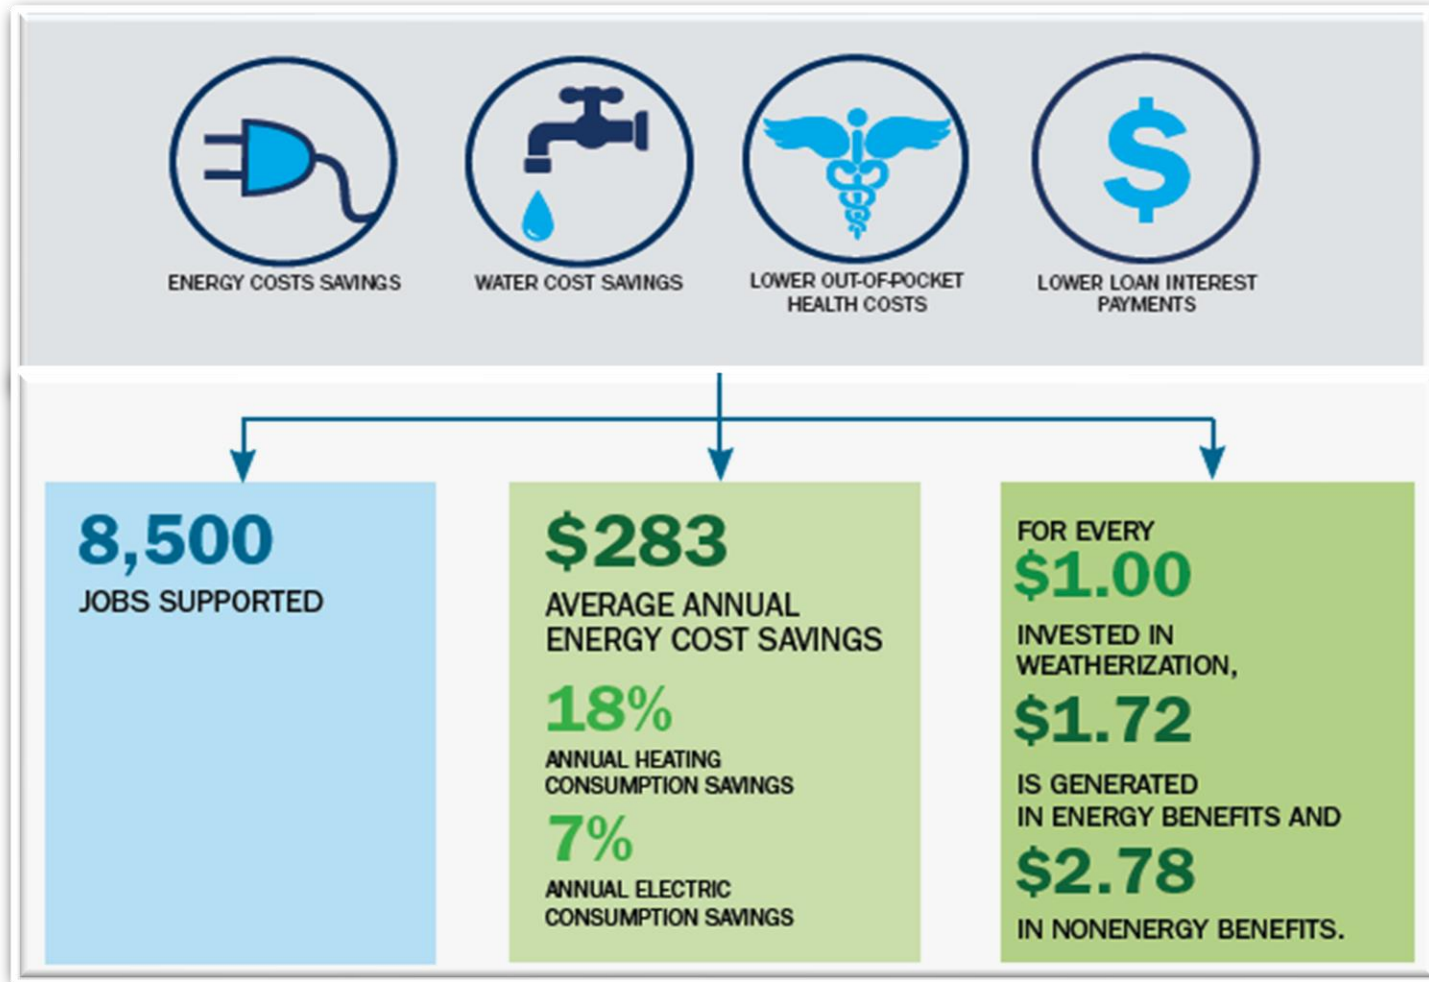 ENERGY COSTS SAVINGS
WATER COST SAVINGS
LOWER OUT-OF-POCKET
HEALTH COSTS
LOWER LOAN INTEREST
PAYMENTS
8,500
JOBS SUPPORTED
$283
AVERAGE ANNUAL
ENERGY COST SAVINGS
18%
ANNUAL HEATING
CONSUMPTION SAVINGS
7%
ANNUAL ELECTRIC
CONSUMPTION SAVINGS
FOR EVERY
$1.00
INVESTED IN
WEATHERIZATION,
$1.72
IS GENERATED
IN ENERGY BENEFITS AND
$2.78
IN NONENERGY BENEFITS.